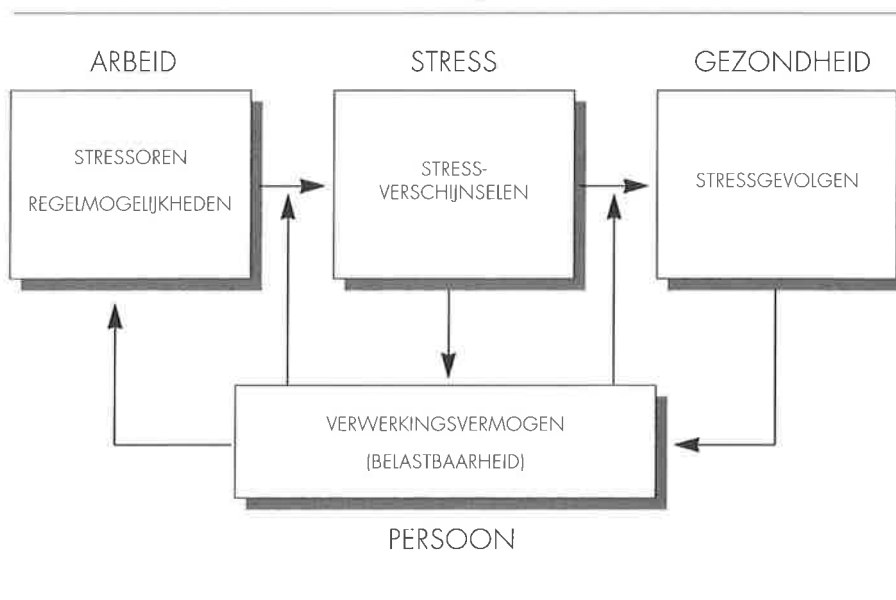 ARBEID
STRESS
GEZONDHEID
STRESSOREN
REGELMOGELIJKHEDEN
STRESS-
VERSCHIJNSELEN
STRESSGEVOLGEN
VERWERKINGSVERMOGEN
(BELASTBAARHEID)
PERSOON